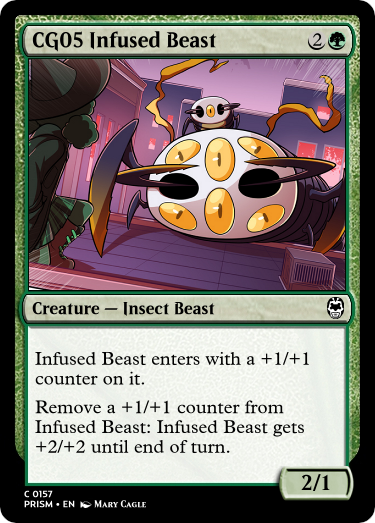 CG05 Infused Beast 2
Creature — Insect Beast
Infused Beast enters with a +1/+1
counter on it.
Remove a +1/+1 counter from
Infused Beast: Infused Beast gets
+2/+2 until end of turn.
2/1
C 0157
PRISM • EN Mary Cagle